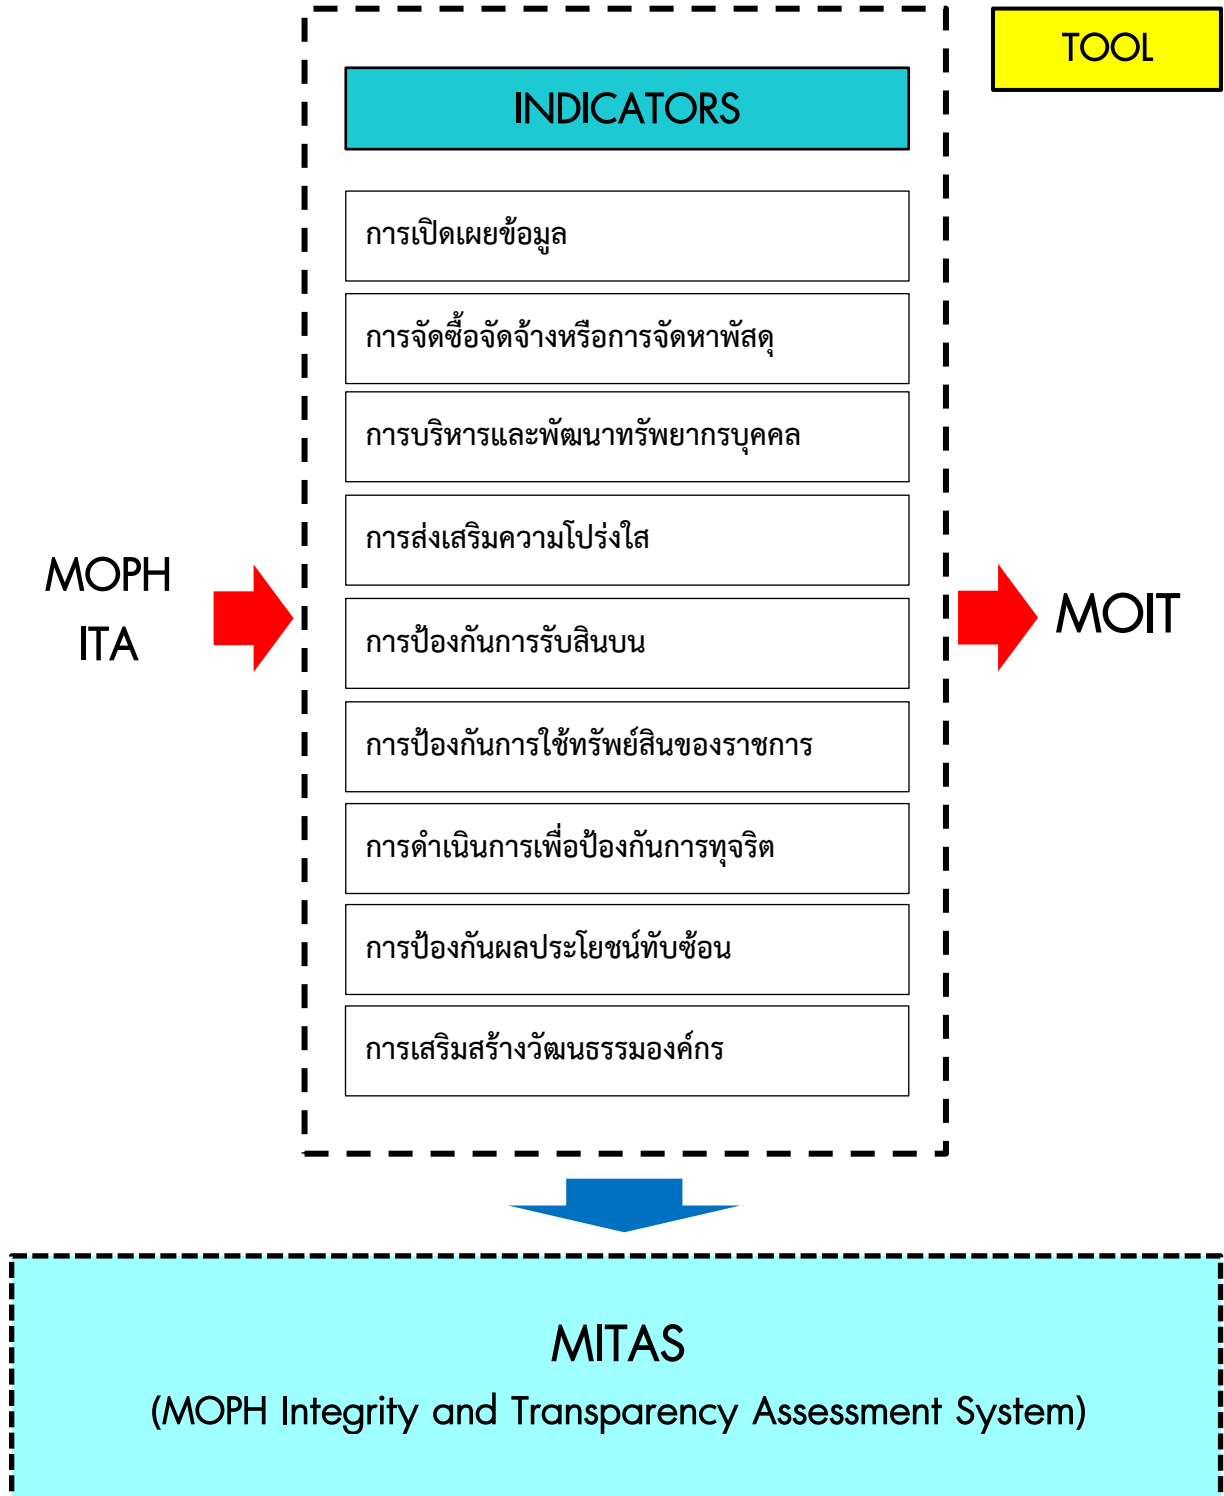 TOOL
INDICATORS
การเปิดเผยข้อมูล
การจัดซื้อจัดจ้างหรือการจัดหาพัสดุ
การบริหารและพัฒนาทรัพยากรบุคคล
การส่งเสริมความโปร่งใส
การป้องกันการรับสินบน
การป้องกันการใช้ทรัพย์สินของราชการ
การดำเนินการเพื่อป้องกันการทุจริต
การป้องกันผลประโยชน์ทับซ้อน
การเสริมสร้างวัฒนธรรมองค์กร
MOPH
ITA
MOIT
MITAS
(MOPH Integrity and Transparency Assessment System)